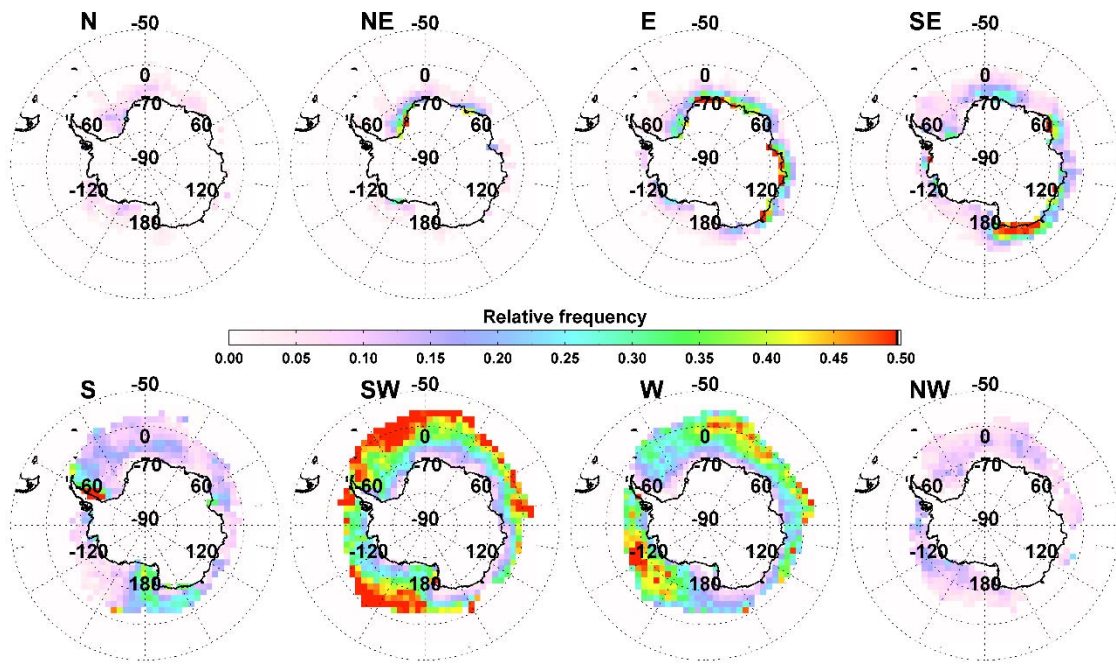 N NE E SE
-50 -50 -50 -50
0 0 0 0
-70 -70 -70 -70
60 60 60 60 60 60 -60 60
-90 -90 -90 -90
-120 120 -120 120 -120 120 -120 120
180 180 180 180
Relative frequency
0.00 0.05 0.10 0.15 0.20 0.25 0.30 0.35 0.40 0.45 0.50
S SW W NW
-50 -50 -50 -50
0 0 0 0
-70 -70 -70 -70
-60 60 -60 60 -60 60 -60 60
-90 -90 -90 -90
-120 120 -120 120 -120 120 -120 120
180 180 180 180